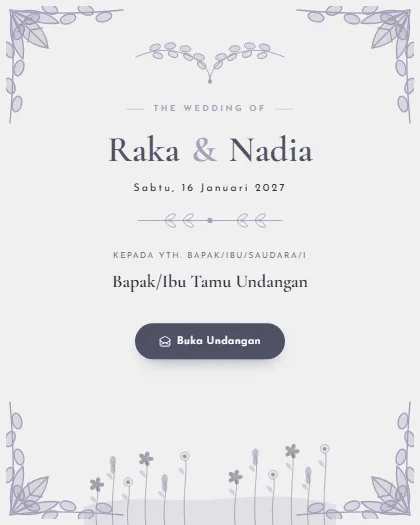 THE WEDDING OF
Raka & Nadia
Sabtu, 16 Januari 2027
KEPADA YTH. BAPAK/IBU/SAUDARA/I
Bapak/Ibu Tamu Undangan
Buka Undangan